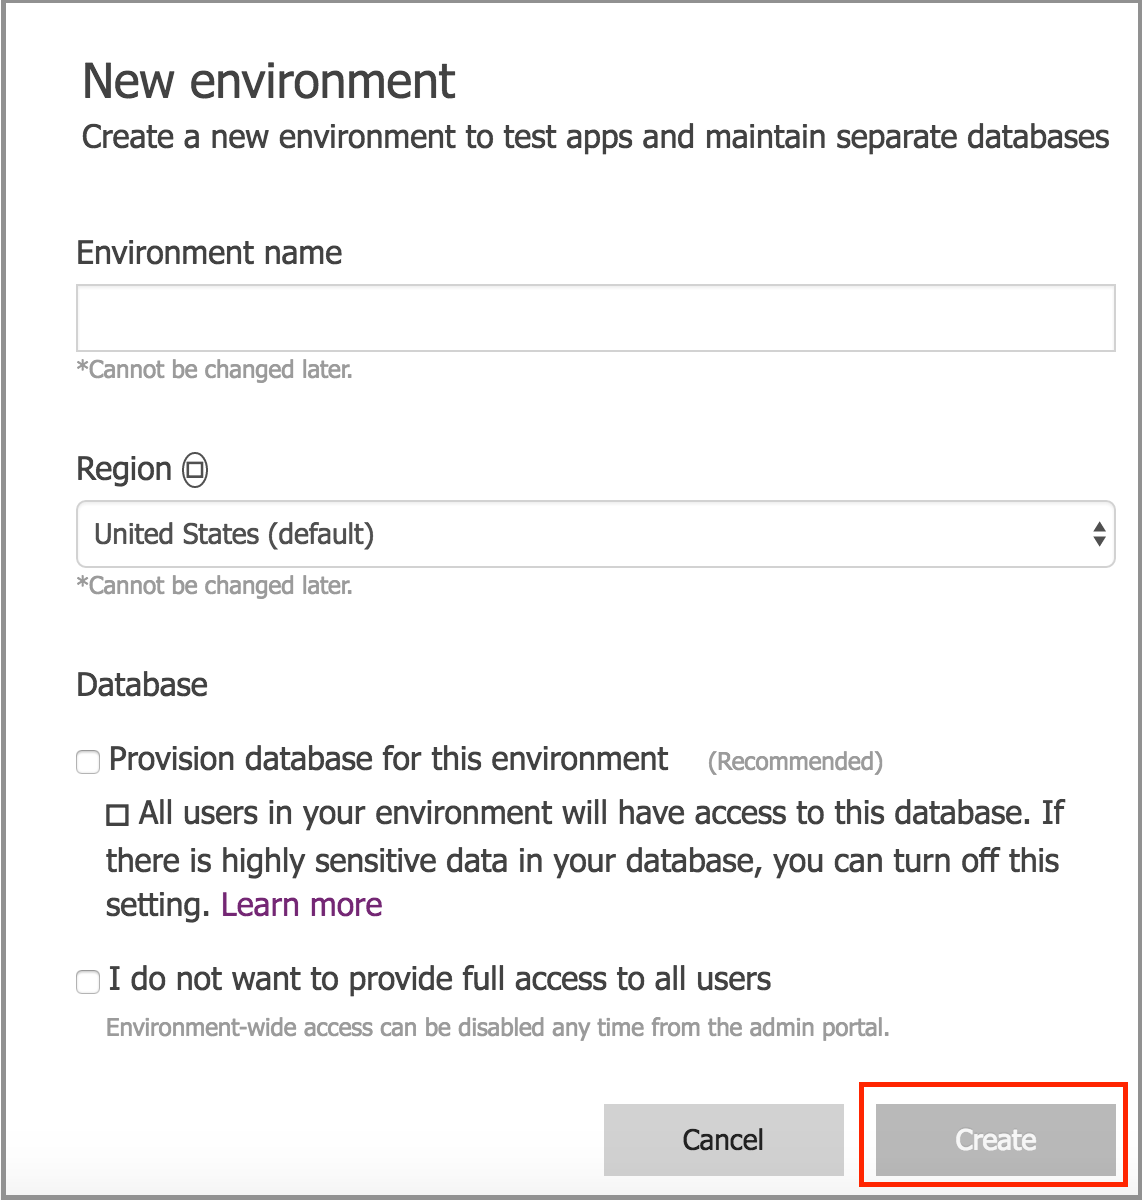 New environment
Create a new environment to test apps and maintain separate databases
Environment name
*Cannot be changed later.
Region
United States (default)
*Cannot be changed later.
Database
Provision database for this environment (Recommended)
All users in your environment will have access to this database. If
there is highly sensitive data in your database, you can turn off this
setting. Learn more
I do not want to provide full access to all users
Environment-wide access can be disabled any time from the admin portal.
Cancel Create